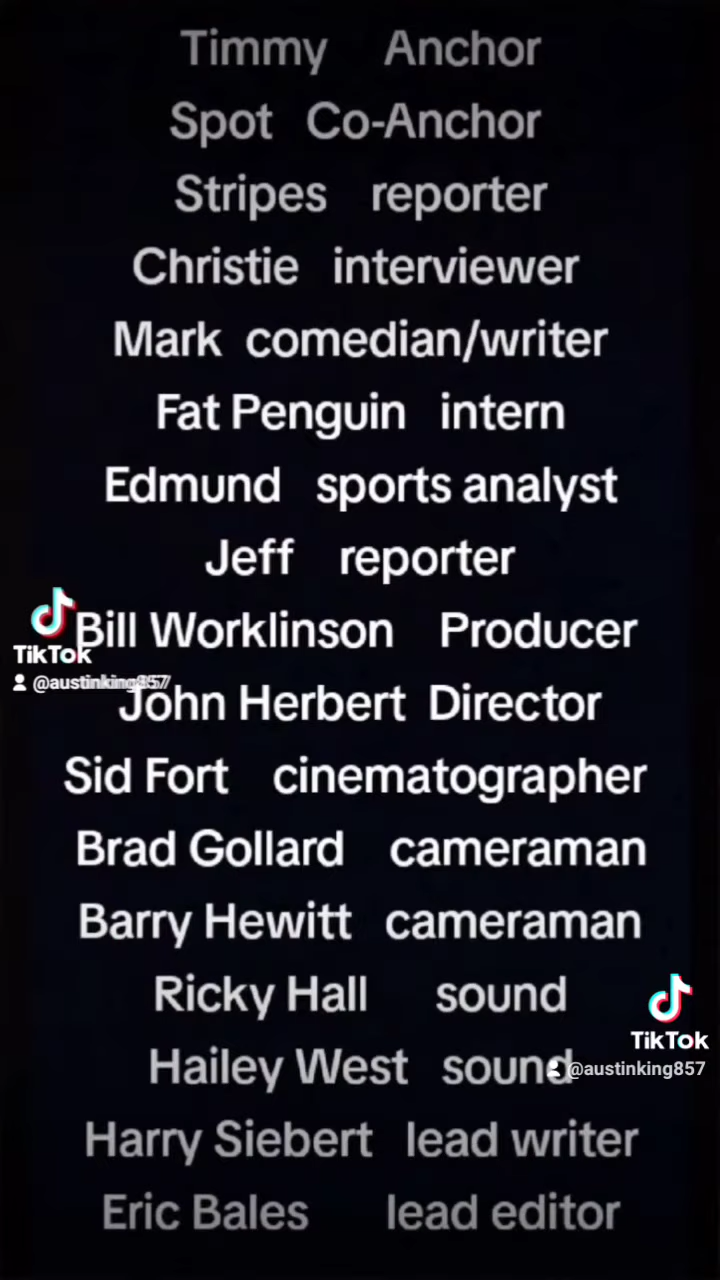 Timmy Anchor
Spot Co-Anchor
Stripes reporter
Christie interviewer
Mark comedian/writer
Fat Penguin intern
Edmund sports analyst
Jeff reporter
Bill Worklinson Producer
TikTok
@austinking857
John Herbert Director
Sid Fort cinematographer
Brad Gollard cameraman
Barry Hewitt cameraman
Ricky Hall sound
TikTok
Hailey West sound
@austinking857
Harry Siebert lead writer
Eric Bales lead editor